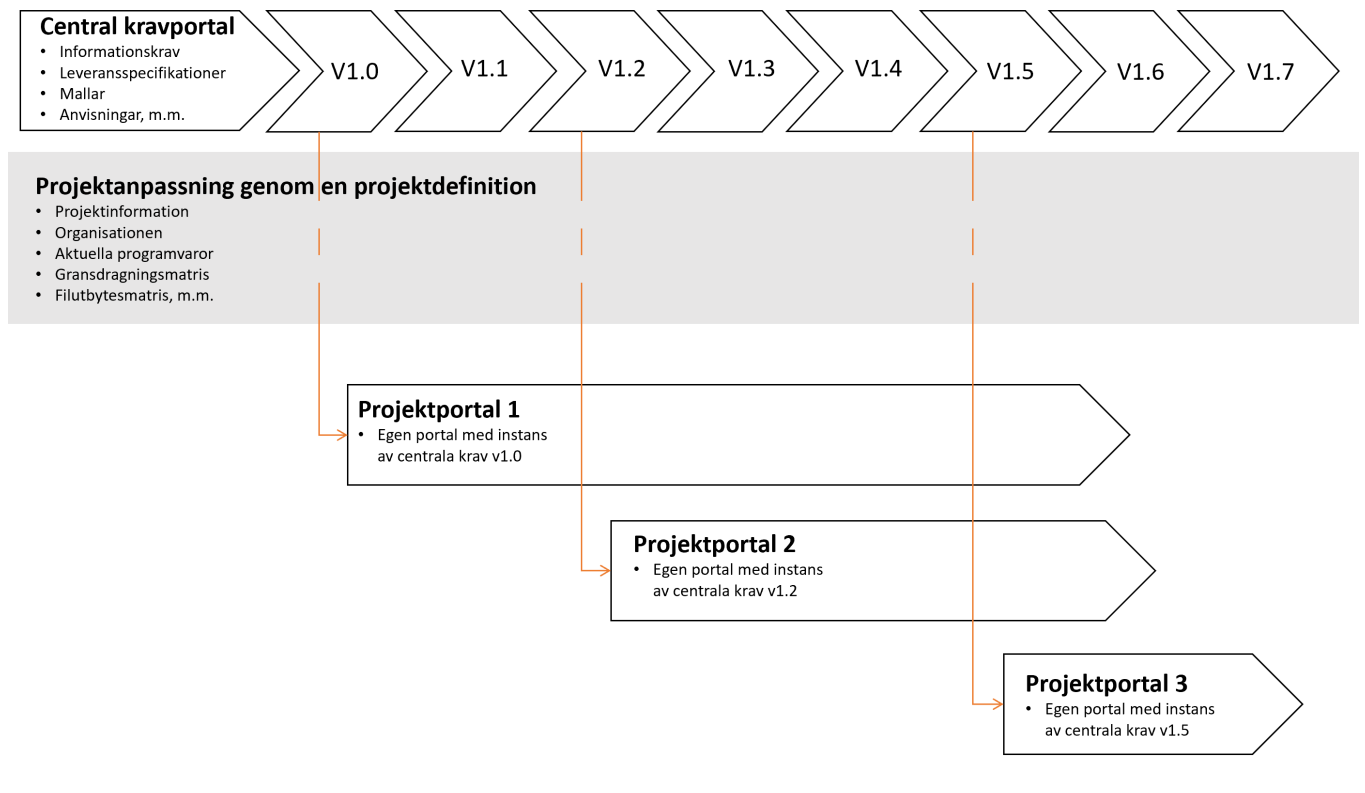 Central kravportal
• Informationskrav
• Leveransspecifikationer
• Mallar
• Anvisningar, m.m.
V1.0
V1.1
V1.2
V1.3
V1.4
V1.5
V1.6
V1.7
Projektanpassning genom en projektdefinition
• Projektinformation
• Organisationen
• Aktuella programvaror
• Gransdragningsmatris
• Filutbytesmatris, m.m.
Projektportal 1
• Egen portal med instans
av centrala krav v1.0
Projektportal 2
• Egen portal med instans
av centrala krav v1.2
Projektportal 3
• Egen portal med instans
av centrala krav v1.5